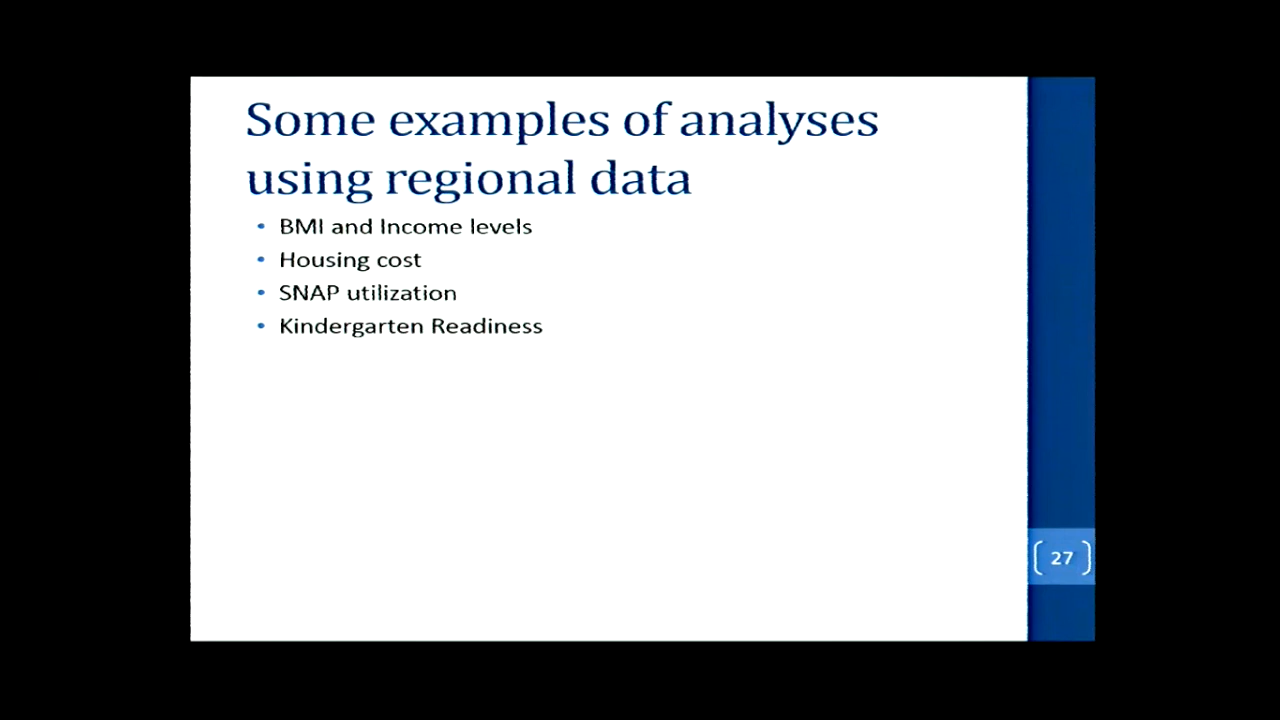 Some examples of analyses
using regional data
• BMI and Income levels
• Housing cost
• SNAP utilization
• Kindergarten Readiness
27